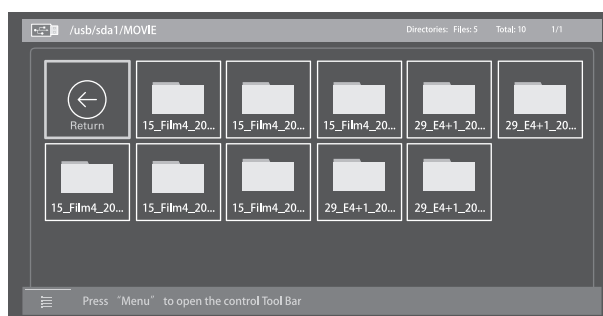 /usb/sda1/MOVIE Directories: Files: 5 Total: 10 1/1
Return 15_Film4_20... 15_Film4_20... 15_Film4_20... 29_E4+1_20... 29_E4+1_20...
15_Film4_20... 15_Film4_20... 15_Film4_20... 29_E4+1_20... 29_E4+1_20...
Press "Menu" to open the control Tool Bar